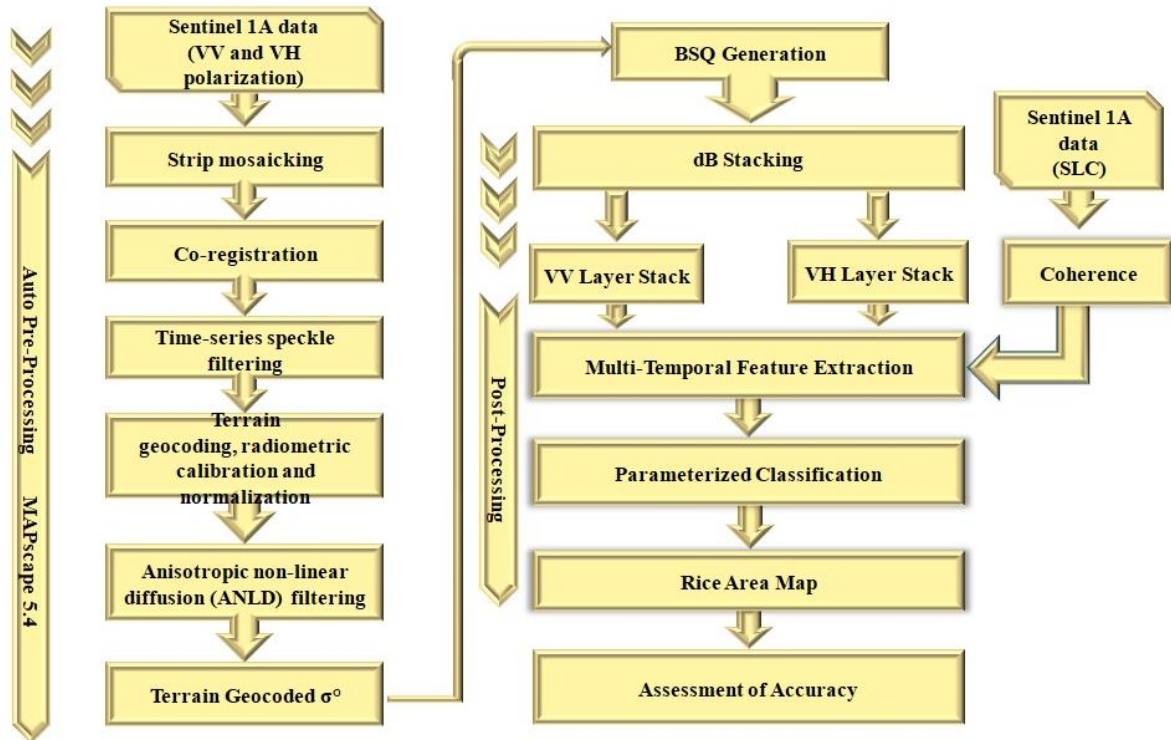 Sentinel 1A data
(VV and VH
polarization)
Strip mosaicking
Co-registration
Time-series speckle
filtering
Terrain
geocoding, radiometric
calibration and
normalization
Anisotropic non-linear
diffusion (ANLD) filtering
Terrain Geocoded σ°
Auto Pre-Processing MAPscape 5.4
BSQ Generation
dB Stacking
VV Layer Stack
VH Layer Stack
Sentinel 1A
data
(SLC)
Coherence
Multi-Temporal Feature Extraction
Parameterized Classification
Rice Area Map
Assessment of Accuracy
Post-Processing